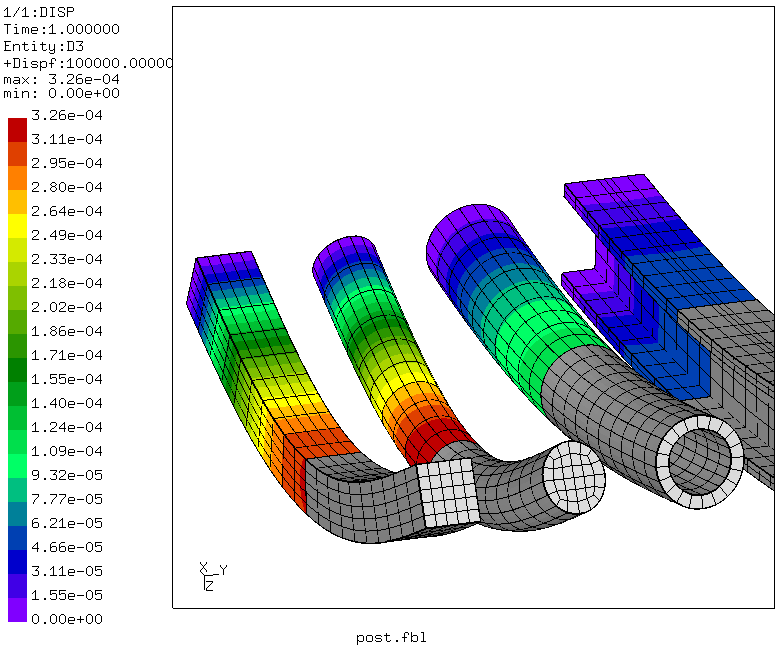 1/1:DISP
Time:1.000000
Entity:D3
+Dispf:100000.00000
max: 3.26e-04
min: 0.00e+00
3.26e-04
3.11e-04
2.95e-04
2.80e-04
2.64e-04
2.49e-04
2.33e-04
2.18e-04
2.02e-04
1.86e-04
1.71e-04
1.55e-04
1.40e-04
1.24e-04
1.09e-04
9.32e-05
7.77e-05
6.21e-05
4.66e-05
3.11e-05
1.55e-05
0.00e+00
X Y
Z
post.fbl